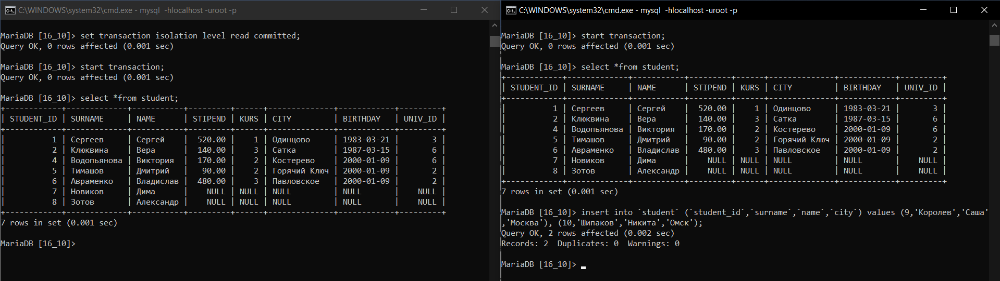 C:\WINDOWS\system32\cmd.exe - mysql  -hlocalhost -uroot -p
MariaDB [16_10]> set transaction isolation level read committed;
Query OK, 0 rows affected (0.001 sec)
MariaDB [16_10]> start transaction;
Query OK, 0 rows affected (0.001 sec)
MariaDB [16_10]> select *from student;
+------------+------------+----------+---------+------+--------------+------------+---------+
| STUDENT_ID | SURNAME    | NAME      | STIPEND | KURS | CITY         | BIRTHDAY   | UNIV_ID |
+------------+------------+----------+---------+------+--------------+------------+---------+
|          1 | Сергеев    | Сергей    |  520.00 |    1 | Одинцово     | 1983-03-21 |       3 |
|          2 | Клюквина   | Вера      |  140.00 |    3 | Сатка        | 1987-03-15 |       6 |
|          4 | Водопьянова | Виктория  |  170.00 |    2 | Костерево    | 2000-01-09 |       6 |
|          5 | Тимашов    | Дмитрий   |   90.00 |    2 | Горячий Ключ | 2000-01-09 |       2 |
|          6 | Авраменко  | Владислав |  480.00 |    3 | Павловское   | 2000-01-09 |       2 |
|          7 | Новиков    | Дима      |    NULL | NULL | NULL         | NULL       |    NULL |
|          8 | Зотов      | Александр |    NULL | NULL | NULL         | NULL       |    NULL |
+------------+------------+----------+---------+------+--------------+------------+---------+
7 rows in set (0.001 sec)
MariaDB [16_10]>
C:\WINDOWS\system32\cmd.exe - mysql  -hlocalhost -uroot -p
MariaDB [16_10]> start transaction;
Query OK, 0 rows affected (0.001 sec)
MariaDB [16_10]> select *from student;
+------------+------------+----------+---------+------+--------------+------------+---------+
| STUDENT_ID | SURNAME    | NAME      | STIPEND | KURS | CITY         | BIRTHDAY   | UNIV_ID |
+------------+------------+----------+---------+------+--------------+------------+---------+
|          1 | Сергеев    | Сергей    |  520.00 |    1 | Одинцово     | 1983-03-21 |       3 |
|          2 | Клюквина   | Вера      |  140.00 |    3 | Сатка        | 1987-03-15 |       6 |
|          4 | Водопьянова | Виктория  |  170.00 |    2 | Костерево    | 2000-01-09 |       6 |
|          5 | Тимашов    | Дмитрий   |   90.00 |    2 | Горячий Ключ | 2000-01-09 |       2 |
|          6 | Авраменко  | Владислав |  480.00 |    3 | Павловское   | 2000-01-09 |       2 |
|          7 | Новиков    | Дима      |    NULL | NULL | NULL         | NULL       |    NULL |
|          8 | Зотов      | Александр |    NULL | NULL | NULL         | NULL       |    NULL |
+------------+------------+----------+---------+------+--------------+------------+---------+
7 rows in set (0.001 sec)
MariaDB [16_10]> insert into `student` (`student_id`,`surname`,`name`,`city`) values (9,'Королев','Саша'
,'Москва'), (10,'Шипаков','Никита','Омск');
Query OK, 2 rows affected (0.002 sec)
Records: 2  Duplicates: 0  Warnings: 0
MariaDB [16_10]>